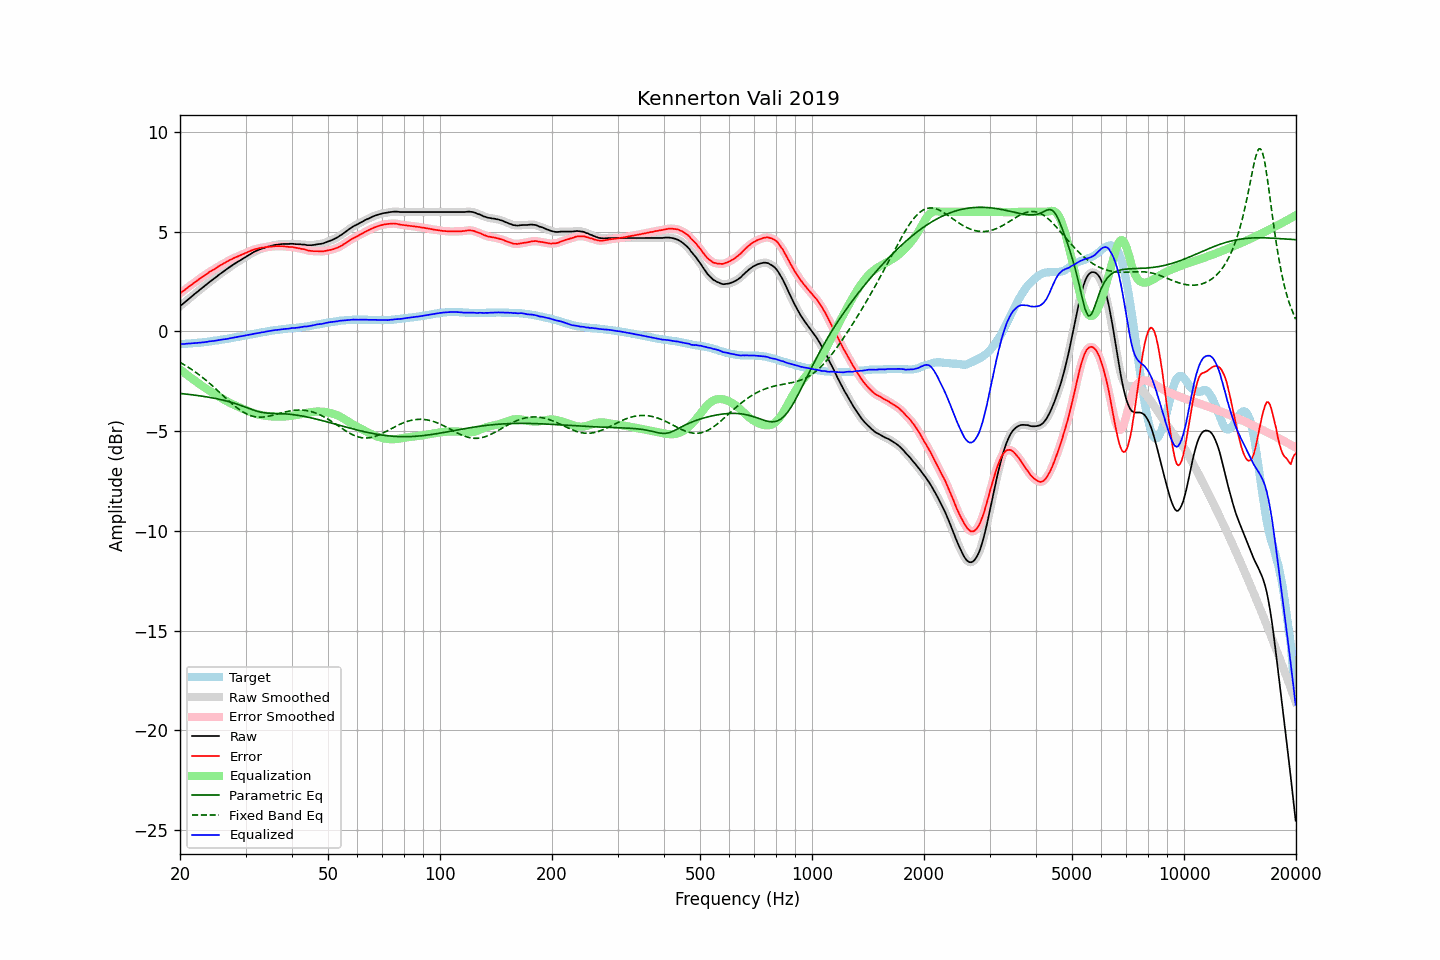 Kennerton Vali 2019
Amplitude (dBr)
10
5
0
−5
−10
−15
−20
−25
Target
Raw Smoothed
Error Smoothed
Raw
Error
Equalization
Parametric Eq
Fixed Band Eq
Equalized
20 50 100 200 500 1000 2000 5000 10000 20000
Frequency (Hz)